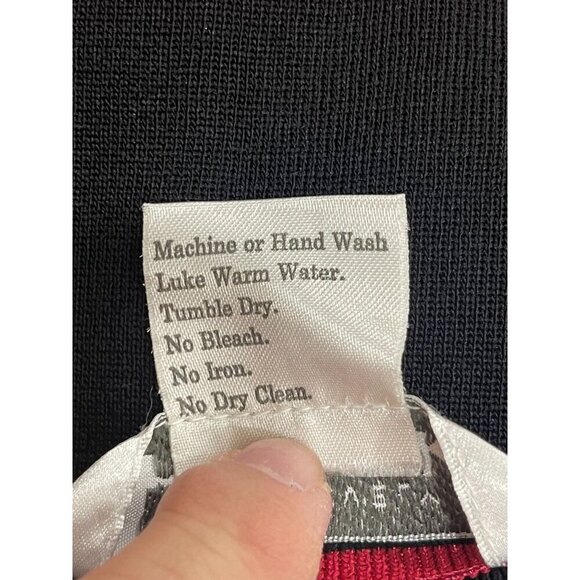 Machine or Hand Wash
Luke Warm Water.
Tumble Dry.
No Bleach.
No Iron.
No Dry Clean.